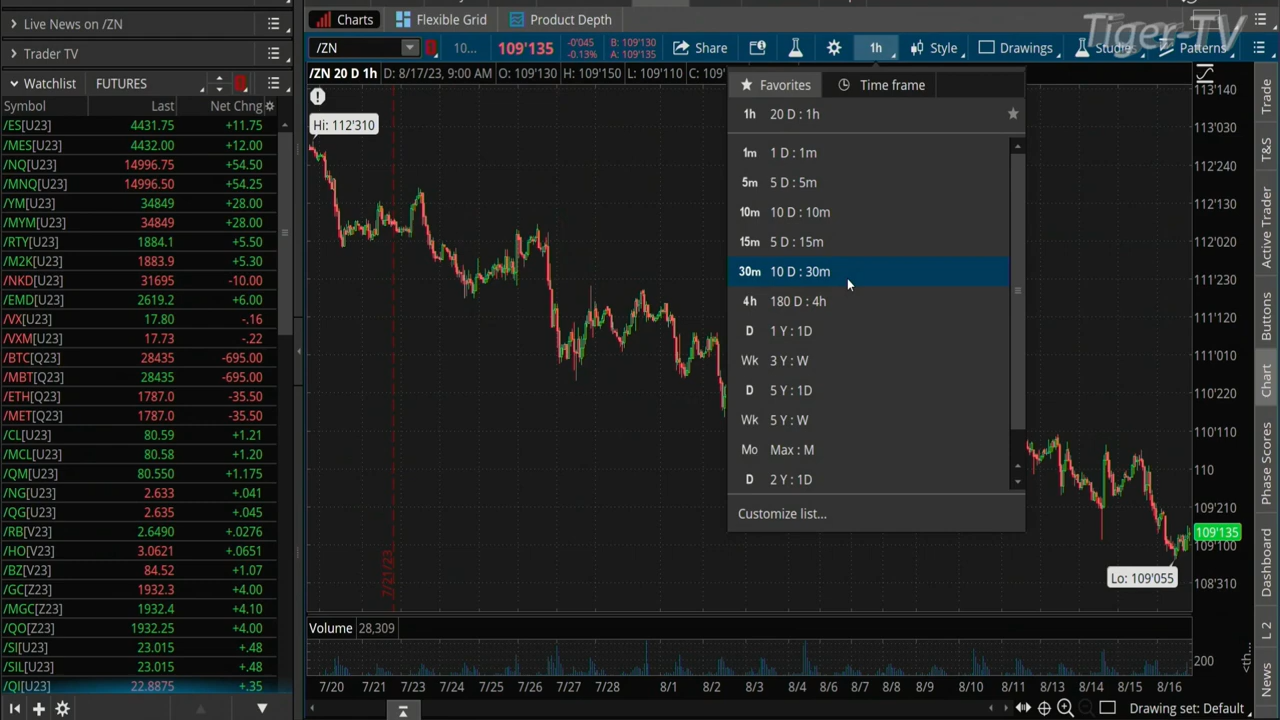 Live News on /ZN
Trader TV
Watchlist FUTURES
Symbol Last Net Chng
/ES[U23] 4431.75 +11.75
/MES[U23] 4432.00 +12.00
/NQ[U23] 14996.75 +54.50
/MNQ[U23] 14996.50 +54.25
/YM[U23] 34849 +28.00
/MYM[U23] 34849 +28.00
/RTY[U23] 1884.1 +5.50
/M2K[U23] 1883.9 +5.30
/NKD[U23] 31695 -10.00
/EMD[U23] 2619.2 +6.00
/VX[U23] 17.80 -.16
/VXM[U23] 17.73 -.22
/BTC[Q23] 28435 -695.00
/MBT[Q23] 28435 -695.00
/ETH[Q23] 1787.0 -35.50
/MET[Q23] 1787.0 -35.50
/CL[U23] 80.59 +1.21
/MCL[U23] 80.58 +1.20
/QM[U23] 80.550 +1.175
/NG[U23] 2.633 +.041
/QG[U23] 2.635 +.045
/RB[U23] 2.6490 +.0276
/HO[V23] 3.0621 +.0651
/BZ[V23] 84.52 +1.07
/GC[Z23] 1932.3 +4.00
/MGC[Z23] 1932.4 +4.10
/QO[Z23] 1932.25 +4.00
/SI[U23] 23.015 +.48
/SIL[U23] 23.015 +.48
/QI[U23] 22.8875 +.35
Charts Flexible Grid Product Depth
Tiger-TV
/ZN 10... 109'135 -0'045 -0.13% B: 109'130 A: 109'135 Share 1h Style Drawings Studies Patterns
/ZN 20 D 1h D: 8/17/23, 9:00 AM O: 109'130 H: 109'150 L: 109'110 C: 109'
Hi: 112'310
Favorites Time frame
1h 20 D : 1h
1m 1 D : 1m
5m 5 D : 5m
10m 10 D : 10m
15m 5 D : 15m
30m 10 D : 30m
4h 180 D : 4h
D 1 Y : 1D
Wk 3 Y : W
D 5 Y : 1D
Wk 5 Y : W
Mo Max : M
D 2 Y : 1D
Customize list...
113'140
113'030
112'240
112'130
112'020
111'230
111'120
111'010
110'220
110'110
110
109'210
109'135
109'100
108'310
Lo: 109'055
7/21/23
Volume 28,309
200
<th
7/20 7/21 7/23 7/24 7/25 7/26 7/27 7/28 8/1 8/2 8/3 8/4 8/6 8/7 8/8 8/9 8/10 8/11 8/13 8/14 8/15 8/16
Drawing set: Default
Trade
T&S
Active Trader
Buttons
Chart
Phase Scores
Dashboard
L 2
News